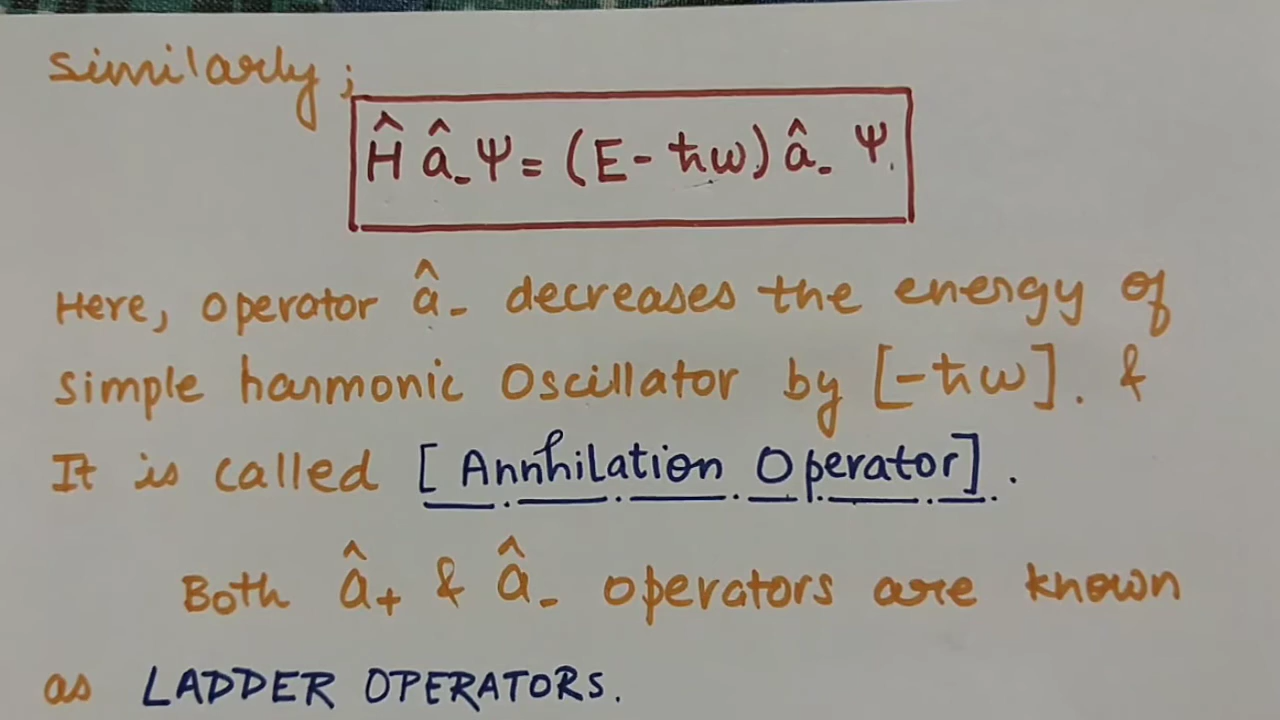 Similarly;
Ĥ â₋ Ψ = (E - ħω) â₋ Ψ.
Here, operator â₋ decreases the energy of
simple harmonic Oscillator by [-ħω]. &
It is called [Annhilation Operator].
Both â₊ & â₋ operators are known
as LADDER OPERATORS.